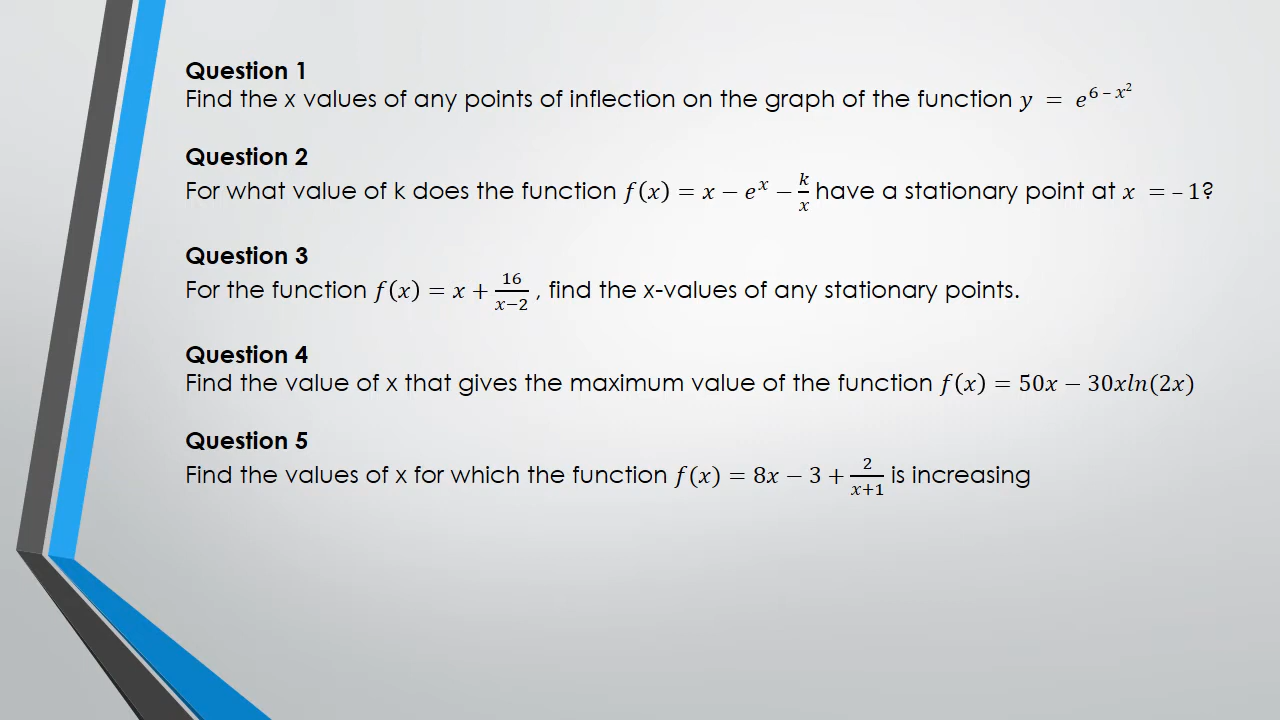 Question 1
Find the x values of any points of inflection on the graph of the function y = e^{6 – x^2}
Question 2
For what value of k does the function f(x) = x − e^x − \frac{k}{x} have a stationary point at x = – 1?
Question 3
For the function f(x) = x + \frac{16}{x−2} , find the x-values of any stationary points.
Question 4
Find the value of x that gives the maximum value of the function f(x) = 50x − 30xln(2x)
Question 5
Find the values of x for which the function f(x) = 8x − 3 + \frac{2}{x+1} is increasing